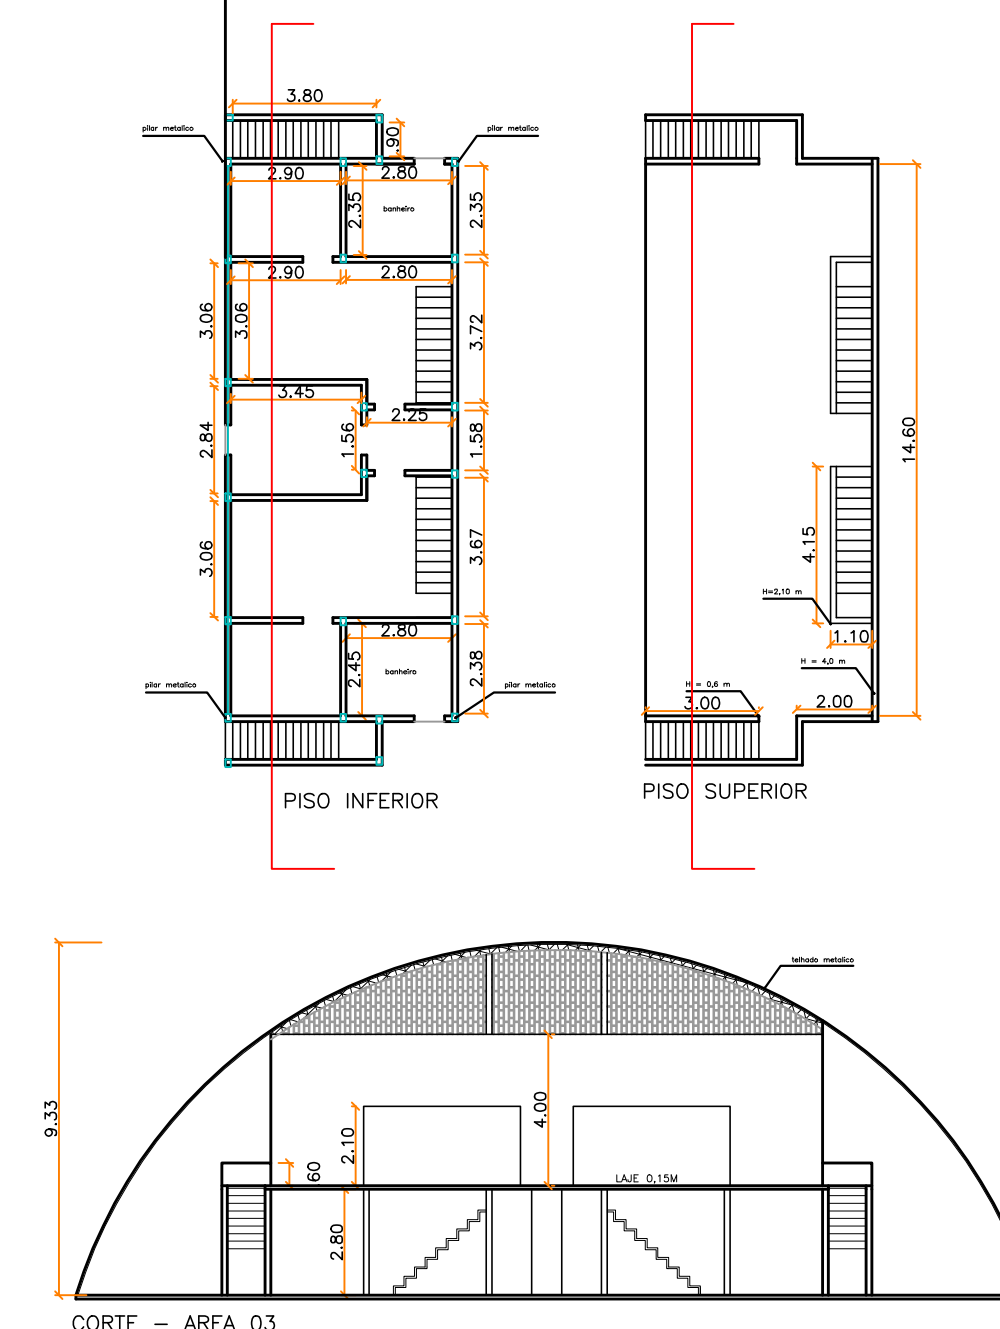 3.80
pilar metalico
.90
pilar metalico
2.90
2.80
2.35
banheiro
2.35
2.90
2.80
3.06
3.06
3.72
3.45
2.25
2.84
1.56
1.58
3.06
3.67
2.80
2.45
banheiro
2.38
pilar metalico
pilar metalico
PISO INFERIOR
14.60
4.15
H=2,10 m
1.10
H = 4,0 m
H = 0,6 m
3.00
2.00
PISO SUPERIOR
telhado metalico
9.33
4.00
2.10
60
LAJE 0,15M
2.80
CORTE – AREA 03